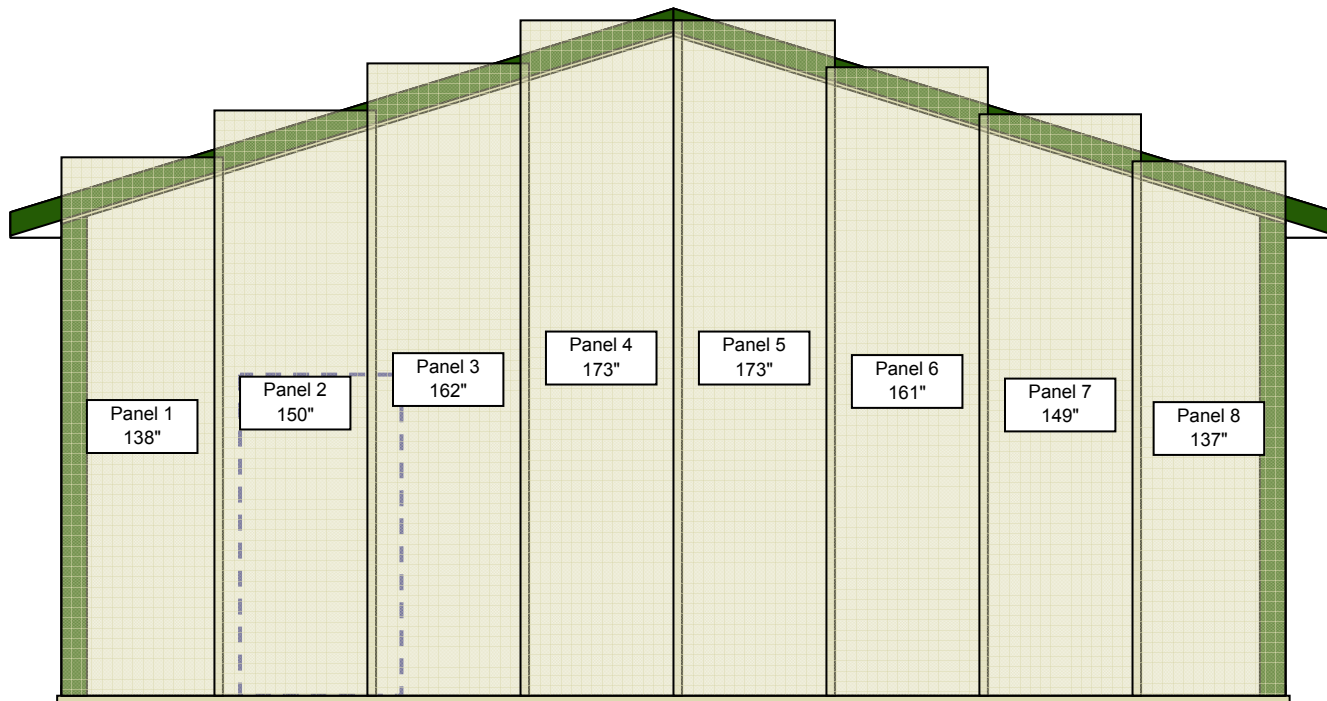 Panel 1
138"
Panel 2
150"
Panel 3
162"
Panel 4
173"
Panel 5
173"
Panel 6
161"
Panel 7
149"
Panel 8
137"